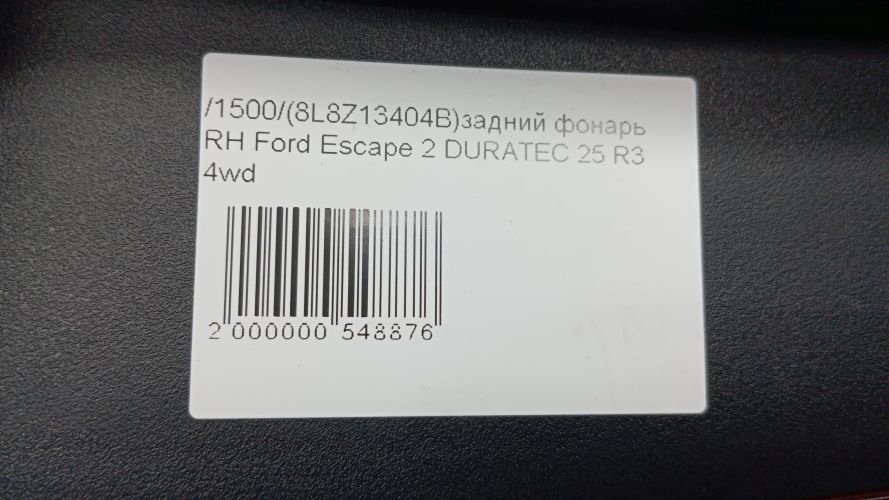 /1500/(8L8Z13404B)задний фонарь
RH Ford Escape 2 DURATEC 25 R3
4wd
2 000000 548876